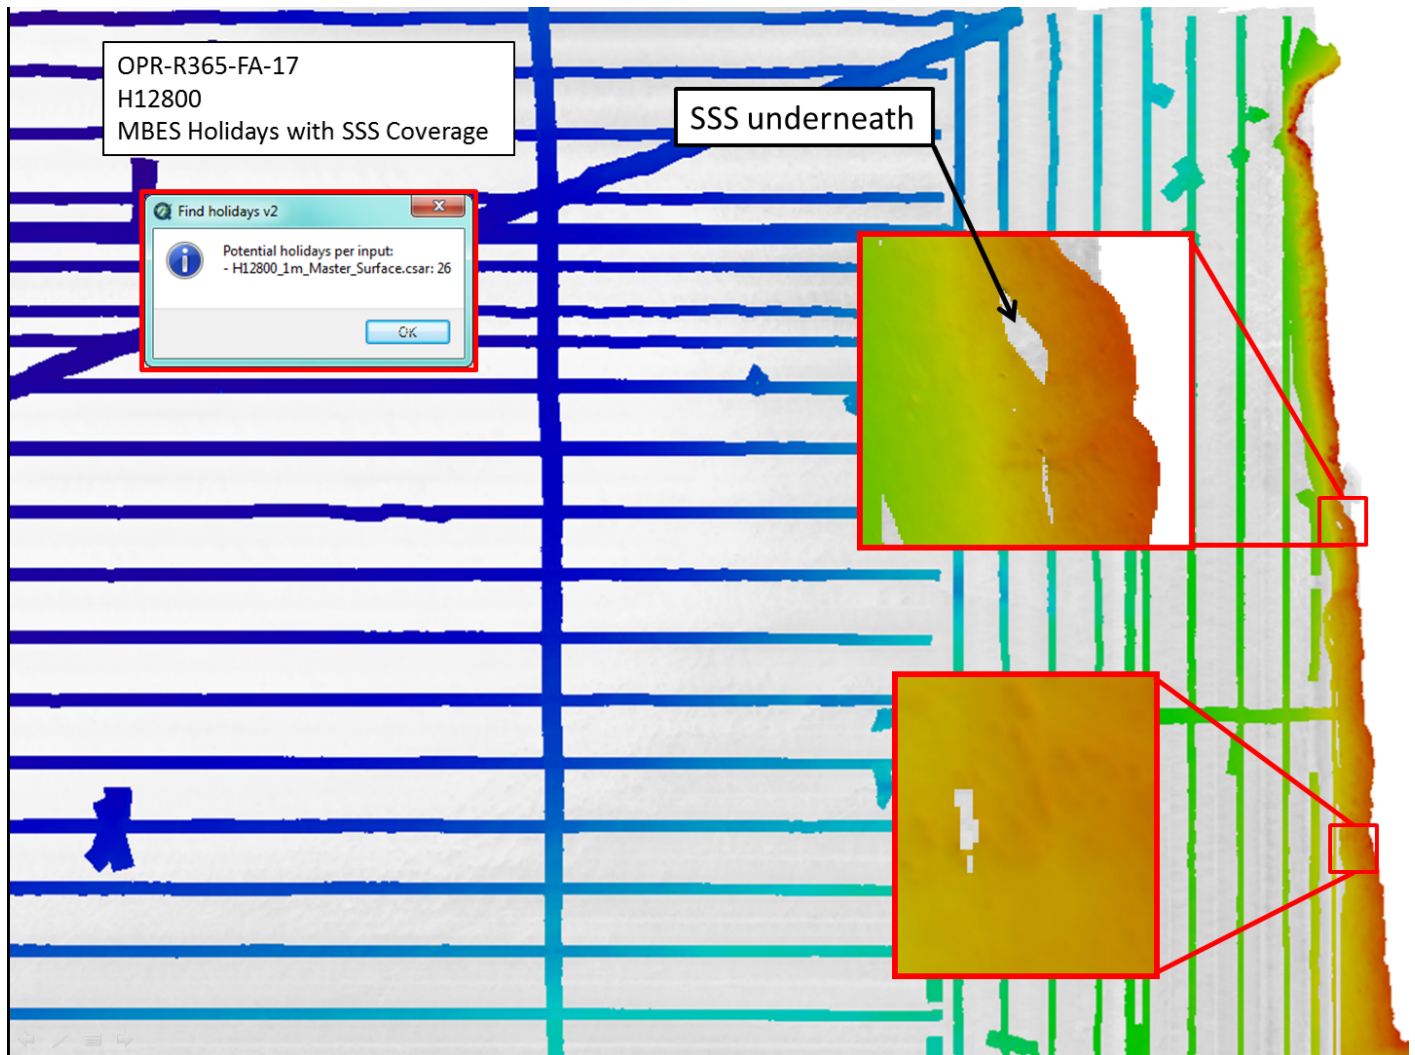 OPR-R365-FA-17
H12800
MBES Holidays with SSS Coverage
SSS underneath
Find holidays v2
Potential holidays per input:
- H12800_1m_Master_Surface.csar: 26
OK